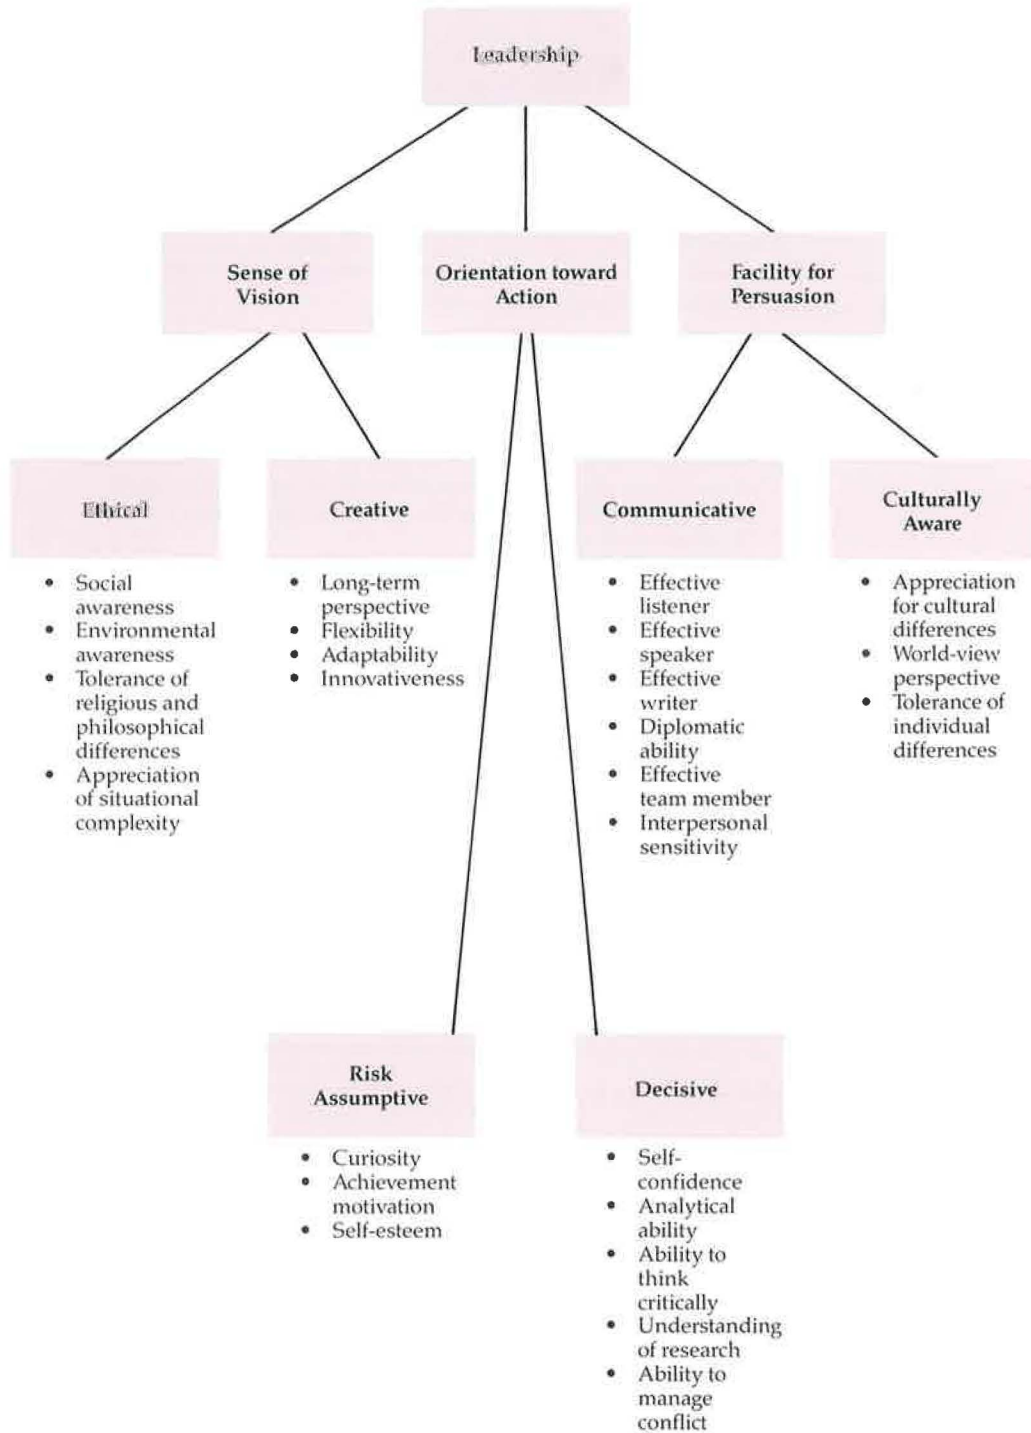 Leadership
Sense of
Vision
Orientation toward
Action
Facility for
Persuasion
Ethical
• Social
awareness
• Environmental
awareness
• Tolerance of
religious and
philosophical
differences
• Appreciation
of situational
complexity
Creative
• Long-term
perspective
• Flexibility
• Adaptability
• Innovativeness
Communicative
• Effective
listener
• Effective
speaker
• Effective
writer
• Diplomatic
ability
• Effective
team member
• Interpersonal
sensitivity
Culturally
Aware
• Appreciation
for cultural
differences
• World-view
perspective
• Tolerance of
individual
differences
Risk
Assumptive
• Curiosity
• Achievement
motivation
• Self-esteem
Decisive
• Self-
confidence
• Analytical
ability
• Ability to
think
critically
• Understanding
of research
• Ability to
manage
conflict